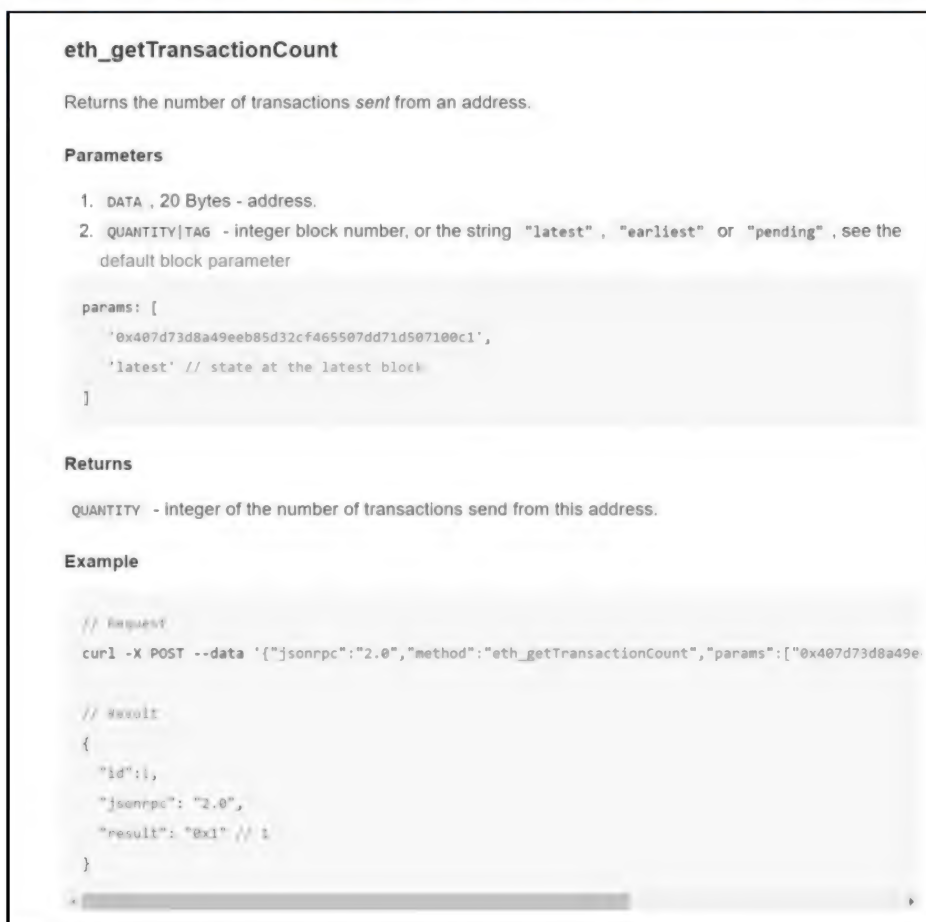 eth_getTransactionCount
Returns the number of transactions sent from an address.
Parameters
1. DATA , 20 Bytes - address.
2. QUANTITY|TAG - integer block number, or the string "latest" , "earliest" or "pending" , see the
default block parameter
params: [
'0x407d73d8a49eeb85d32cf465507dd71d507100c1',
'latest' // state at the latest block
]
Returns
QUANTITY - integer of the number of transactions send from this address.
Example
// Request
curl -X POST --data '{"jsonrpc":"2.0","method":"eth_getTransactionCount","params":["0x407d73d8a49e
// Result
{
"id":1,
"jsonrpc": "2.0",
"result": "0x1" // 1
}